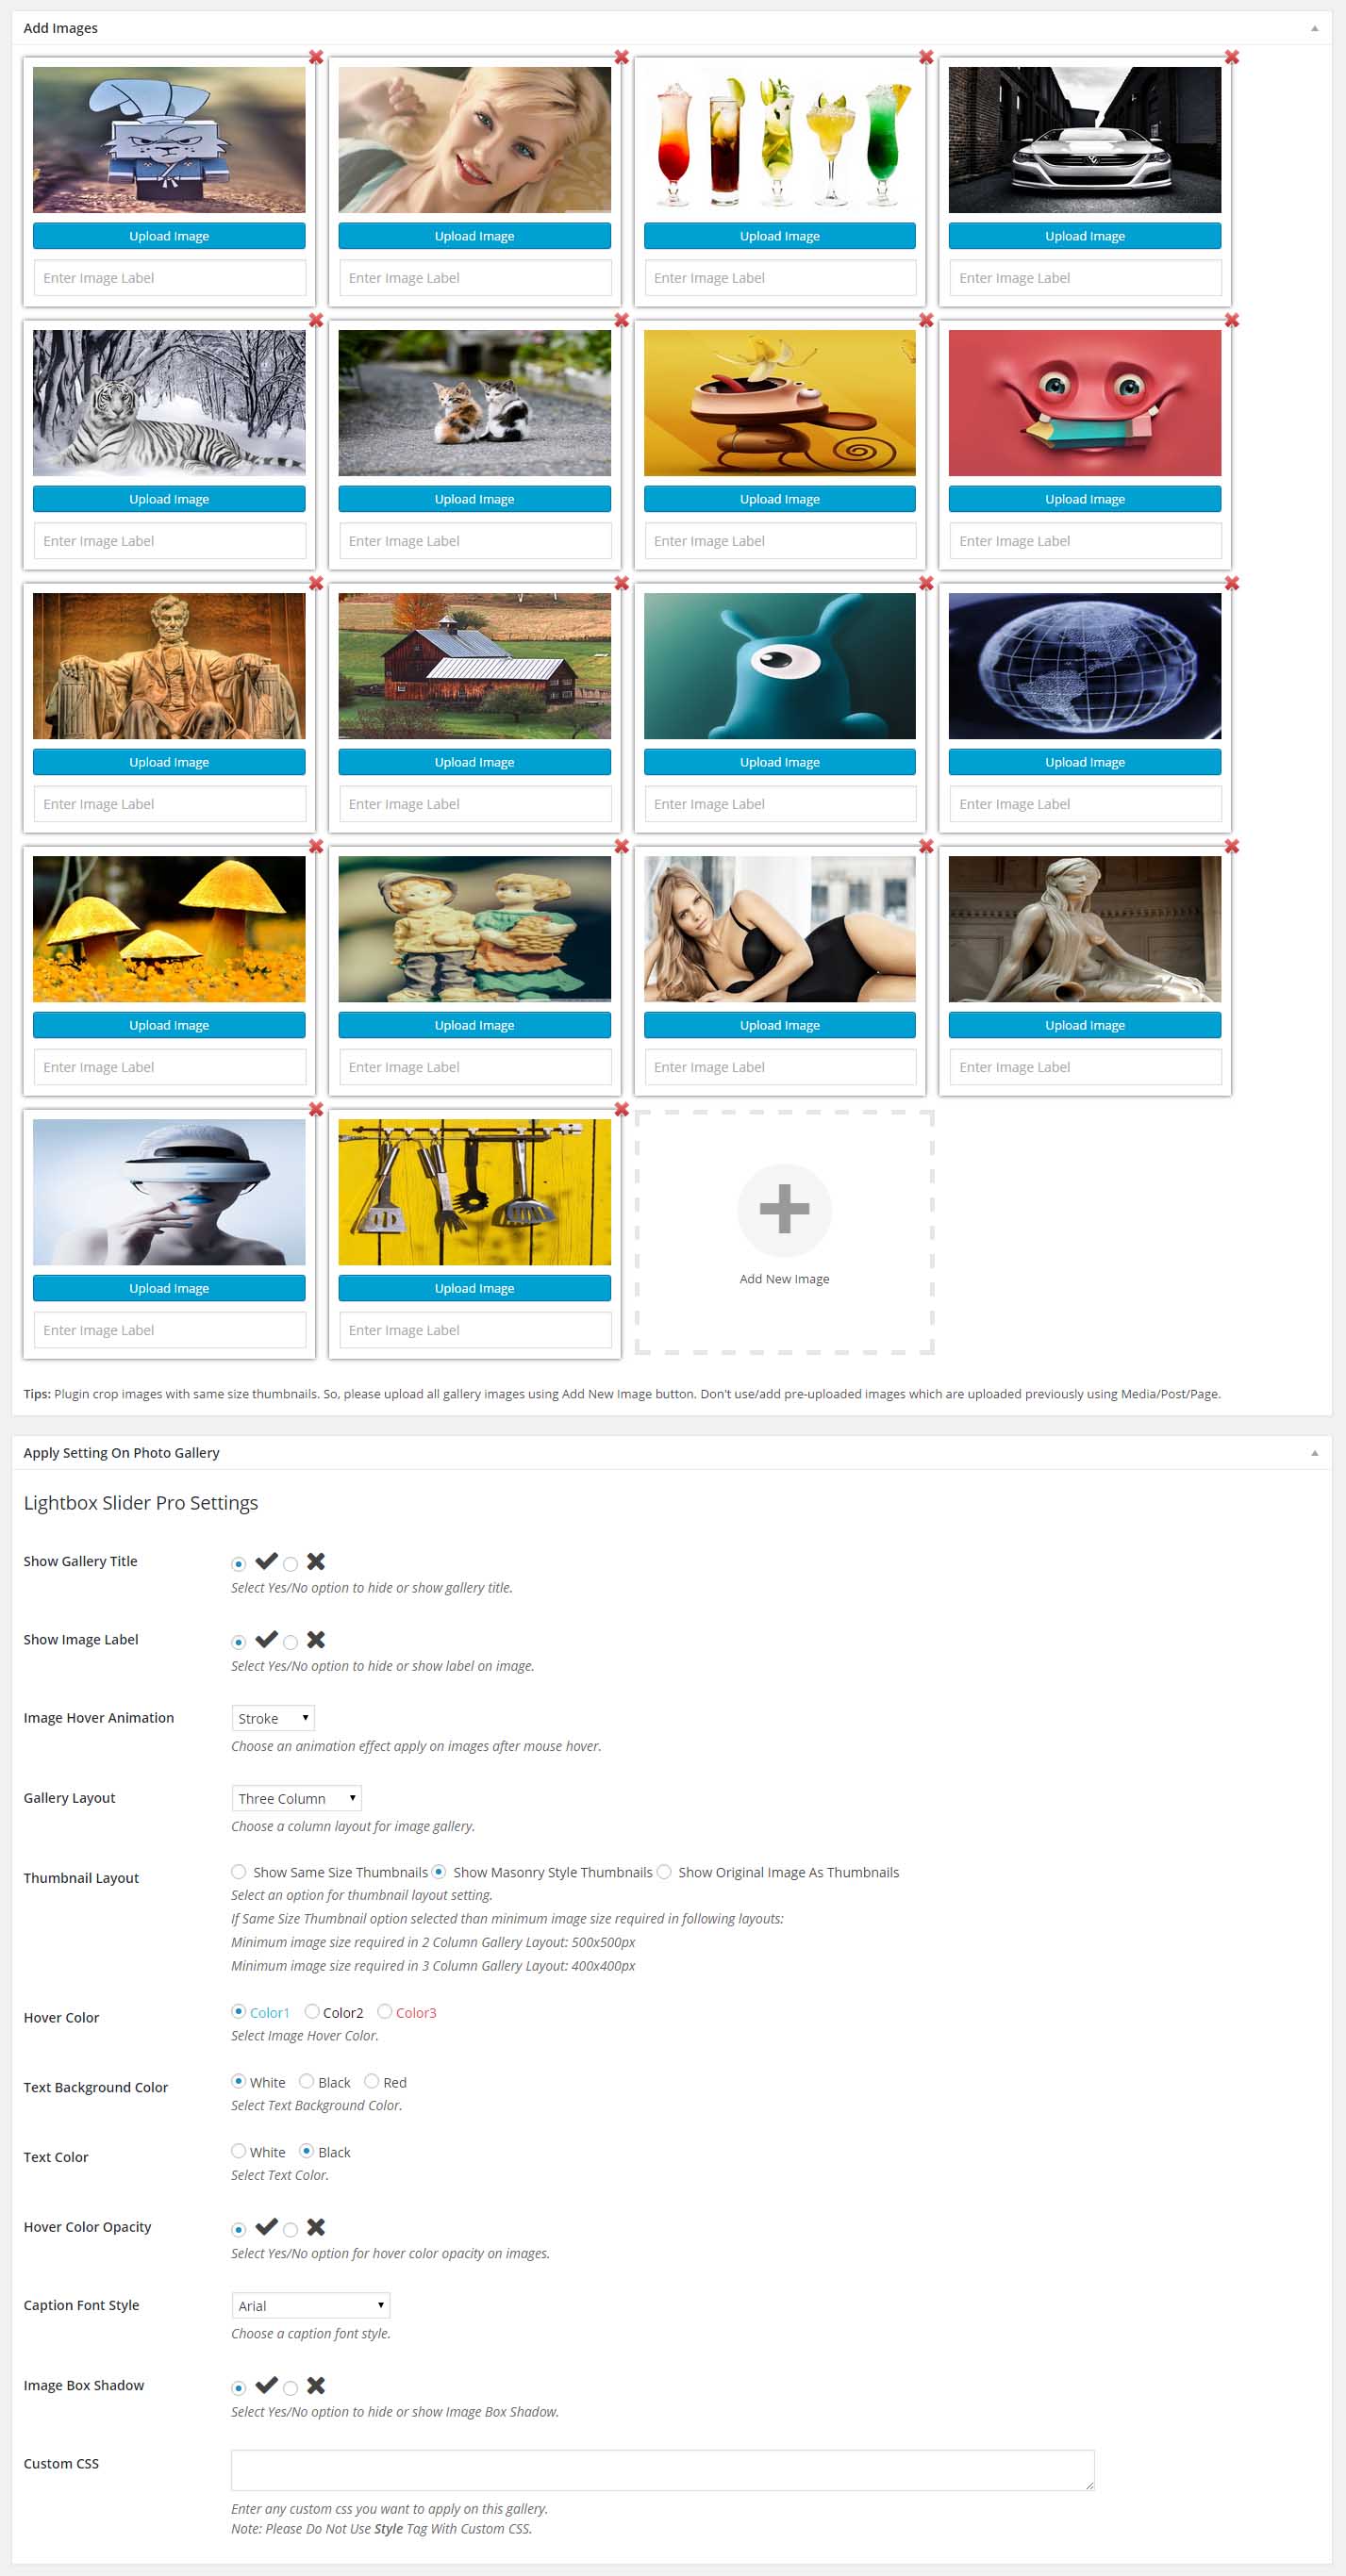 Add Images
Upload Image Upload Image Upload Image Upload Image
Enter Image Label Enter Image Label Enter Image Label Enter Image Label
Upload Image Upload Image Upload Image Upload Image
Enter Image Label Enter Image Label Enter Image Label Enter Image Label
Upload Image Upload Image Upload Image Upload Image
Enter Image Label Enter Image Label Enter Image Label Enter Image Label
Upload Image Upload Image Upload Image Upload Image
Enter Image Label Enter Image Label Enter Image Label Enter Image Label
Add New Image
Upload Image Upload Image
Enter Image Label Enter Image Label
Tips: Plugin crop images with same size thumbnails. So, please upload all gallery images using Add New Image button. Don't use/add pre-uploaded images which are uploaded previously using Media/Post/Page.
Apply Setting On Photo Gallery
Lightbox Slider Pro Settings
Show Gallery Title
Select Yes/No option to hide or show gallery title.
Show Image Label
Select Yes/No option to hide or show label on image.
Image Hover Animation Stroke
Choose an animation effect apply on images after mouse hover.
Gallery Layout Three Column
Choose a column layout for image gallery.
Thumbnail Layout Show Same Size Thumbnails Show Masonry Style Thumbnails Show Original Image As Thumbnails
Select an option for thumbnail layout setting.
If Same Size Thumbnail option selected than minimum image size required in following layouts:
Minimum image size required in 2 Column Gallery Layout: 500x500px
Minimum image size required in 3 Column Gallery Layout: 400x400px
Hover Color Color1 Color2 Color3
Select Image Hover Color.
Text Background Color White Black Red
Select Text Background Color.
Text Color White Black
Select Text Color.
Hover Color Opacity
Select Yes/No option for hover color opacity on images.
Caption Font Style Arial
Choose a caption font style.
Image Box Shadow
Select Yes/No option to hide or show Image Box Shadow.
Custom CSS
Enter any custom css you want to apply on this gallery.
Note: Please Do Not Use Style Tag With Custom CSS.